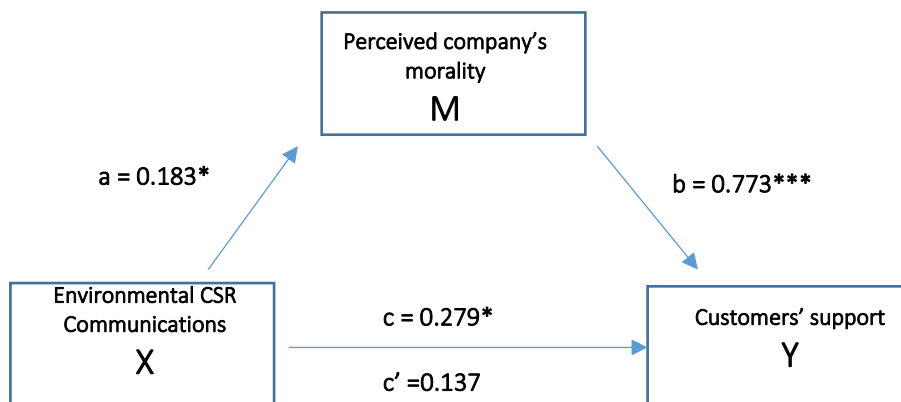 Perceived company’s
morality
M
a = 0.183*
b = 0.773***
Environmental CSR
Communications
X
c = 0.279*
c’ =0.137
Customers’ support
Y